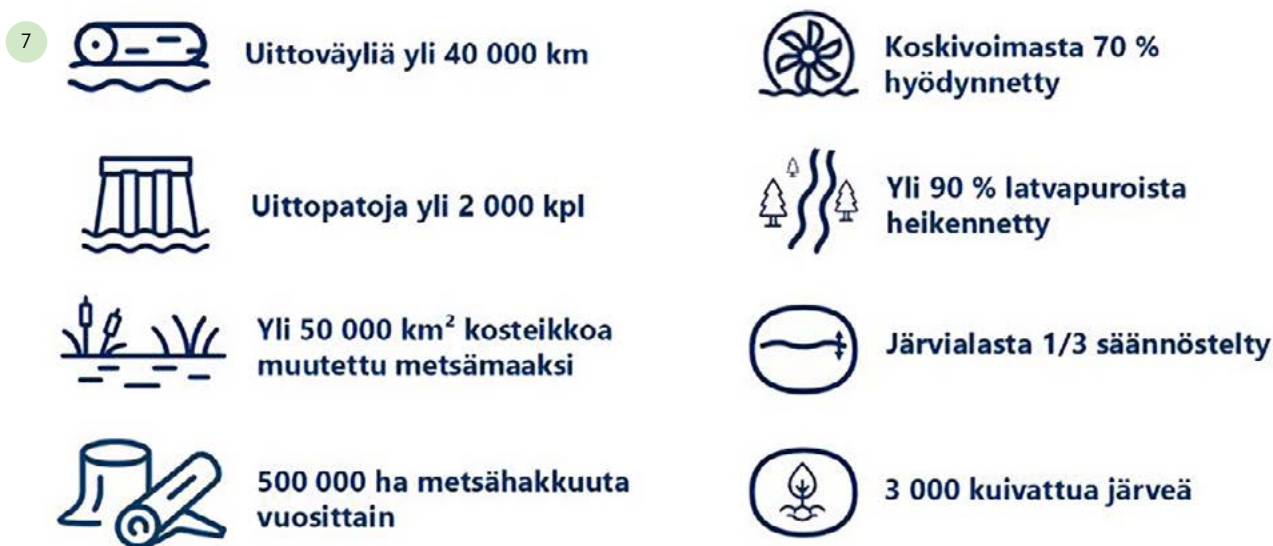 7
Uittoväyliä yli 40 000 km
Uittopatoja yli 2 000 kpl
Yli 50 000 km² kosteikkoa
muutettu metsämaaksi
500 000 ha metsähakkuuta
vuosittain
Koskivoimasta 70 %
hyödynnetty
Yli 90 % latvapuroista
heikennetty
Järvialasta 1/3 säännöstelty
3 000 kuivattua järveä